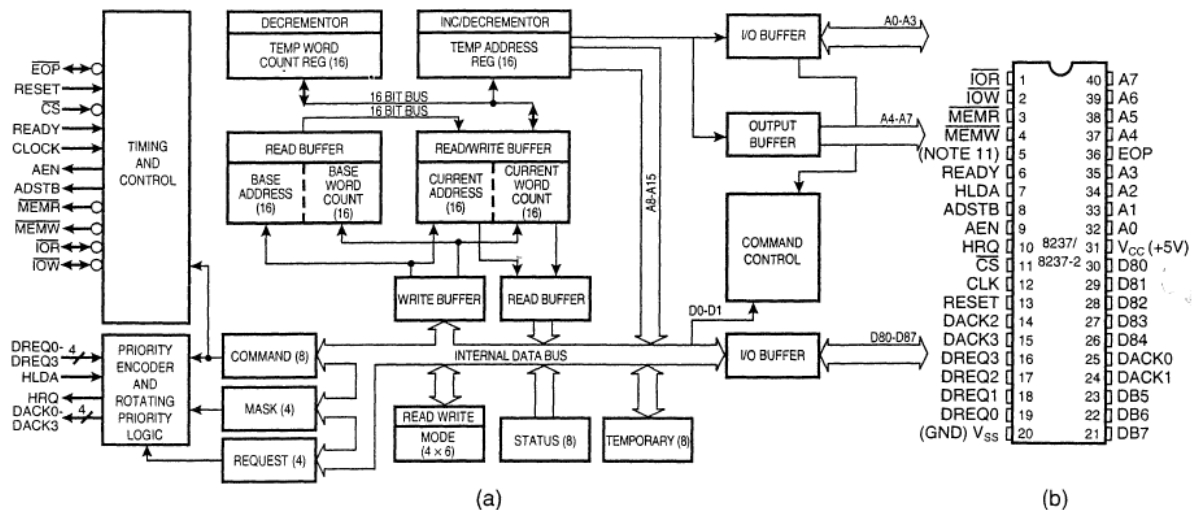 DECREMENTOR
TEMP WORD
COUNT REG (16)
INC/DECREMENTOR
TEMP ADDRESS
REG (16)
I/O BUFFER
A0-A3
EOP
RESET
CS
READY
CLOCK
AEN
ADSTB
MEMR
MEMW
IOR
IOW
TIMING
AND
CONTROL
16 BIT BUS
16 BIT BUS
READ BUFFER
BASE
ADDRESS
(16)
BASE
WORD
COUNT
(16)
READ/WRITE BUFFER
CURRENT
ADDRESS
(16)
CURRENT
WORD
COUNT
(16)
A8-A15
OUTPUT
BUFFER
A4-A7
COMMAND
CONTROL
WRITE BUFFER
READ BUFFER
D0-D1
DREQ0-
DREQ3
4
HLDA
HRQ
DACK0-
DACK3
4
PRIORITY
ENCODER
AND
ROTATING
PRIORITY
LOGIC
COMMAND (8)
MASK (4)
REQUEST (4)
INTERNAL DATA BUS
I/O BUFFER
D80-D87
READ WRITE
MODE
(4 × 6)
STATUS (8)
TEMPORARY (8)
(a)
IOR 1 40 A7
IOW 2 39 A6
MEMR 3 38 A5
MEMW 4 37 A4
(NOTE 11) 5 36 EOP
READY 6 35 A3
HLDA 7 34 A2
ADSTB 8 33 A1
AEN 9 32 A0
HRQ 10 8237/ 31 VCC (+5V)
CS 11 8237-2 30 D80
CLK 12 29 D81
RESET 13 28 D82
DACK2 14 27 D83
DACK3 15 26 D84
DREQ3 16 25 DACK0
DREQ2 17 24 DACK1
DREQ1 18 23 DB5
DREQ0 19 22 DB6
(GND) VSS 20 21 DB7
(b)